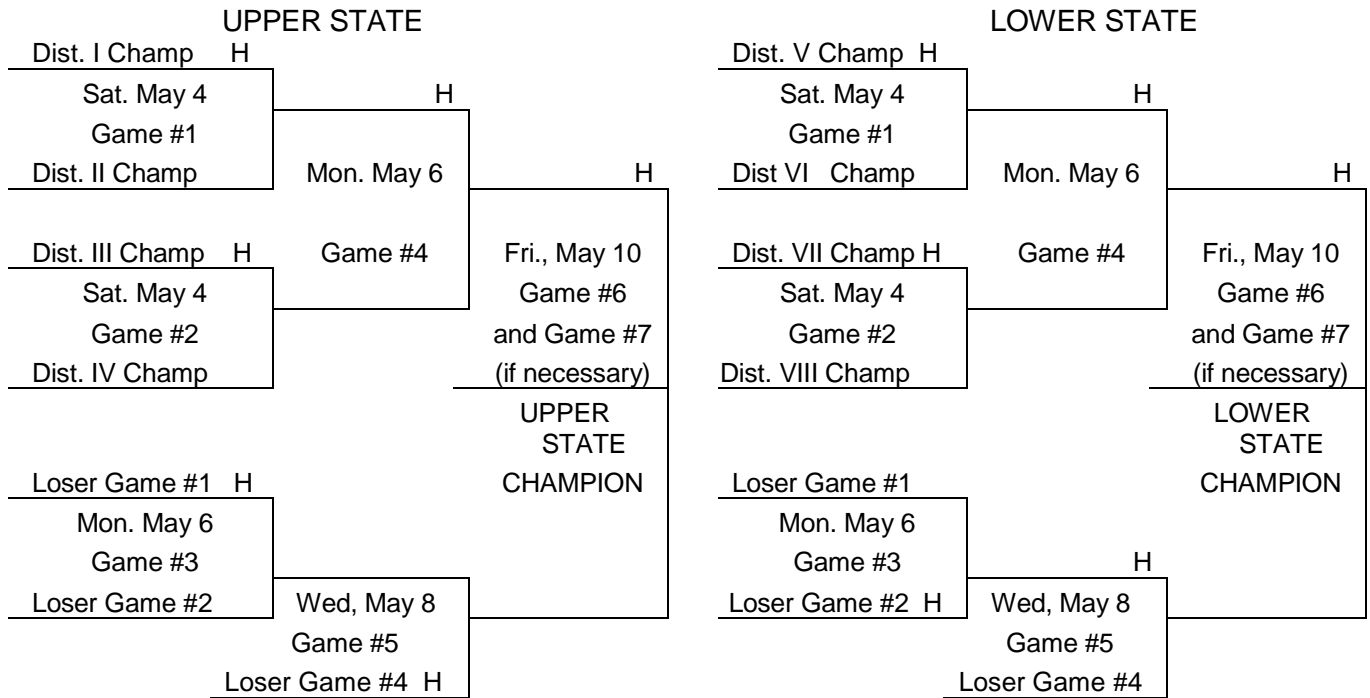 UPPER STATE
Dist. I Champ H
Sat. May 4
H
Game #1
Dist. II Champ
Mon. May 6
H
Dist. III Champ H
Game #4
Fri., May 10
Sat. May 4
Game #6
Game #2
and Game #7
Dist. IV Champ
(if necessary)
UPPER
STATE
Loser Game #1 H
CHAMPION
Mon. May 6
Game #3
Loser Game #2
Wed, May 8
Game #5
Loser Game #4 H
LOWER STATE
Dist. V Champ H
Sat. May 4
H
Game #1
Dist VI Champ
Mon. May 6
H
Dist. VII Champ H
Game #4
Fri., May 10
Sat. May 4
Game #6
Game #2
and Game #7
Dist. VIII Champ
(if necessary)
LOWER
STATE
Loser Game #1
CHAMPION
Mon. May 6
Game #3
H
Loser Game #2 H
Wed, May 8
Game #5
Loser Game #4